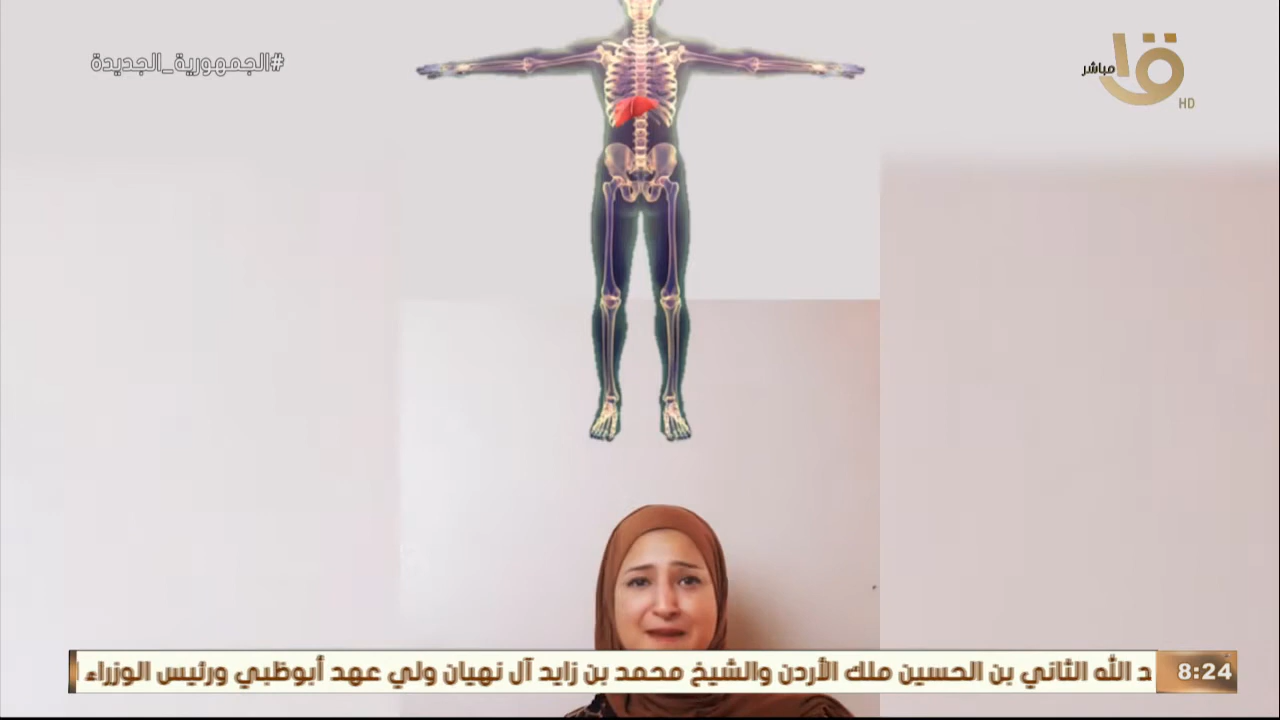 #الجمهورية_الجديدة
مباشر
HD
8:24
د الله الثاني بن الحسين ملك الأردن والشيخ محمد بن زايد آل نهيان ولي عهد أبوظبي ورئيس الوزراء